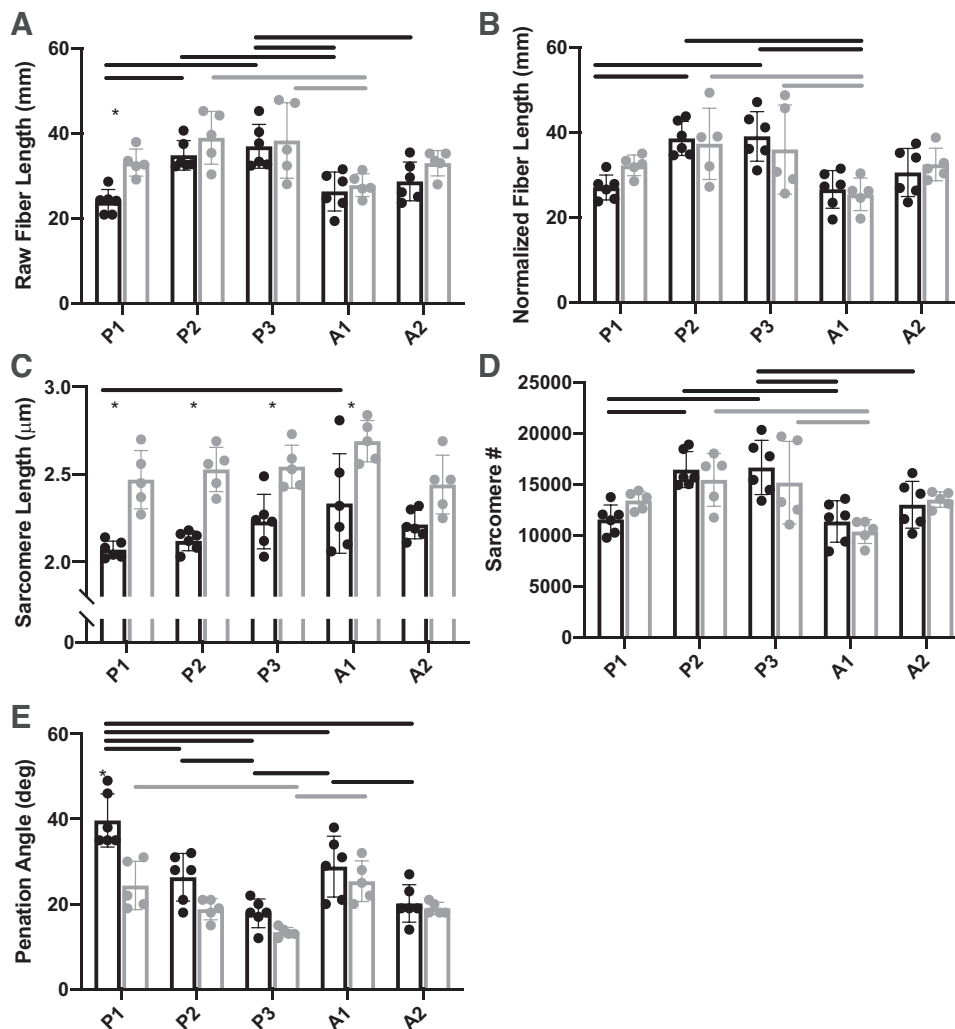 A
Raw Fiber Length (mm)
60
40
20
0
*
P1
P2
P3
A1
A2
B
Normalized Fiber Length (mm)
60
40
20
0
P1
P2
P3
A1
A2
C
Sarcomere Length (μm)
3.0
2.5
2.0
0
*
*
*
*
P1
P2
P3
A1
A2
D
Sarcomere #
25000
20000
15000
10000
5000
0
P1
P2
P3
A1
A2
E
Penation Angle (deg)
60
40
20
0
*
P1
P2
P3
A1
A2